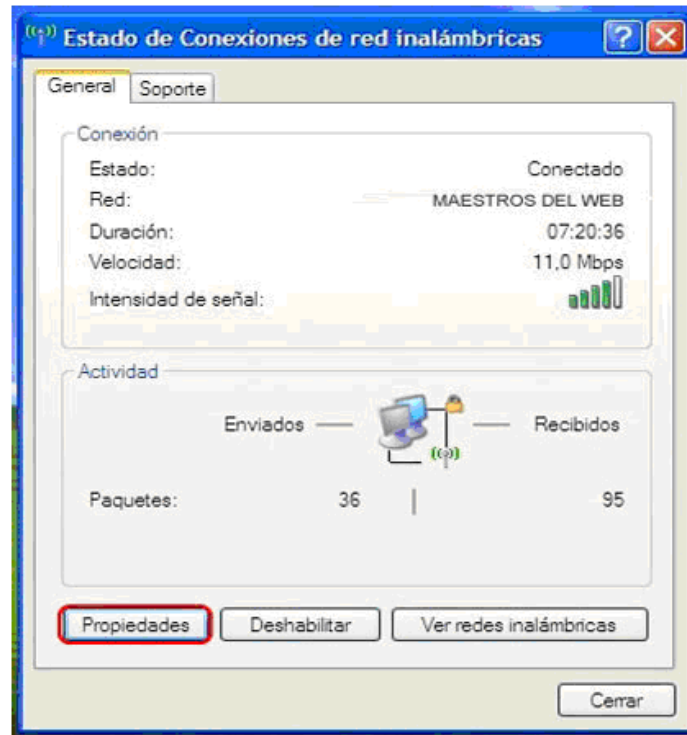 Estado de Conexiones de red inalámbricas
General Soporte
Conexión
Estado: Conectado
Red: MAESTROS DEL WEB
Duración: 07:20:36
Velocidad: 11,0 Mbps
Intensidad de señal:
Actividad
Enviados Recibidos
Paquetes: 36 95
Propiedades Deshabilitar Ver redes inalámbricas
Cerrar